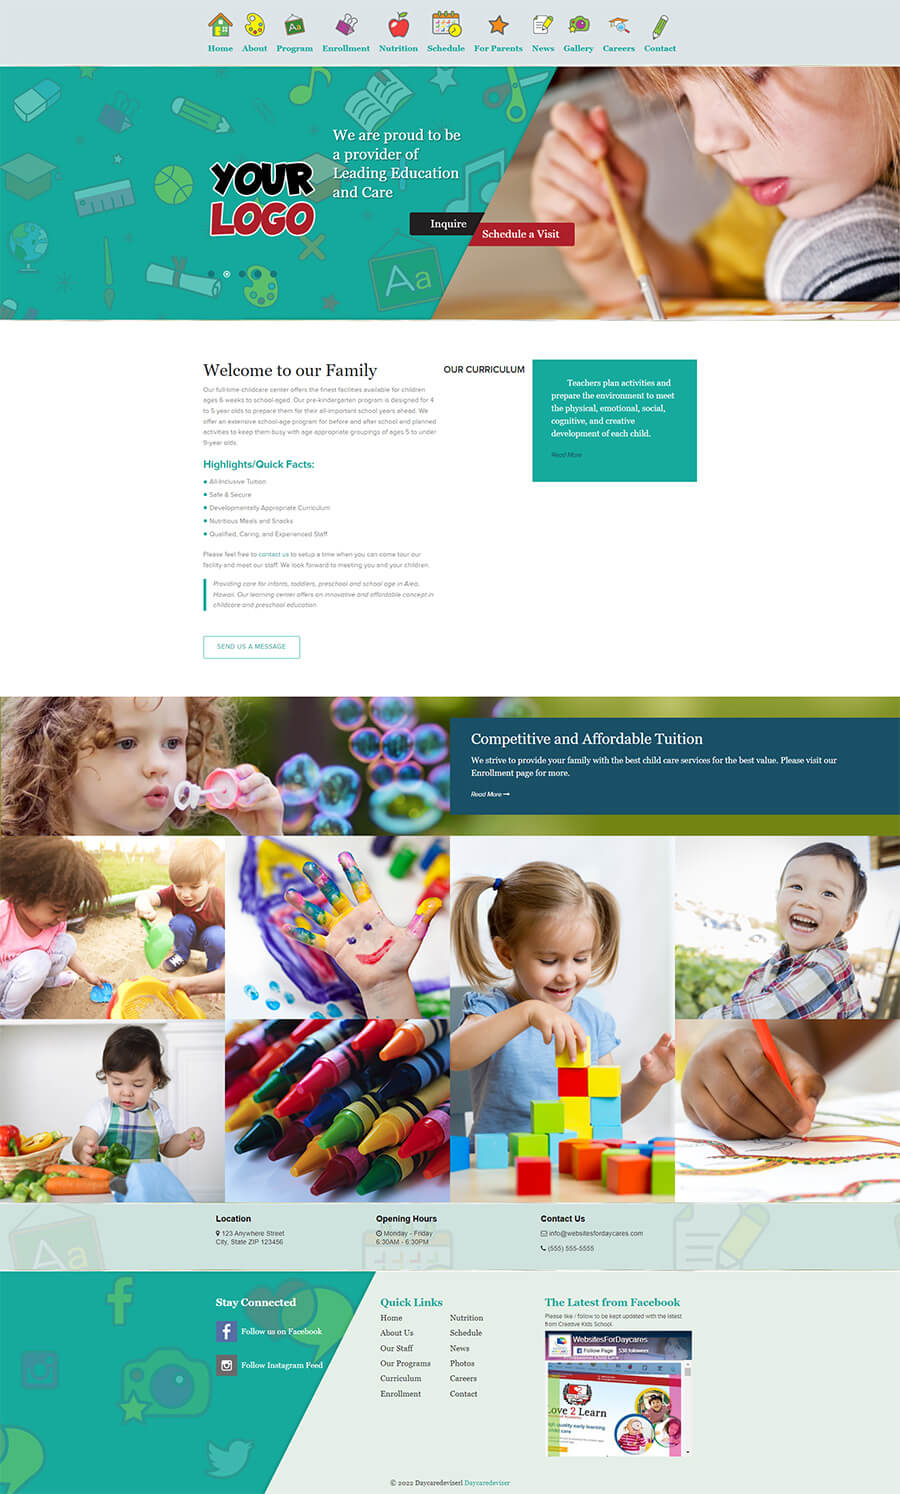 Home About Program Enrollment Nutrition Schedule For Parents News Gallery Careers Contact
We are proud to be
a provider of
Leading Education
and Care
YOUR
LOGO
Inquire
Schedule a Visit
Aa
Welcome to our Family
Our full-time childcare center offers the finest facilities available for children
ages 6 weeks to school-aged. Our pre-kindergarten program is designed for 4
to 5 year olds to prepare them for their all-important school years ahead. We
offer an extensive school-age program for before and after school and planned
activities to keep them busy with age appropriate groupings of ages 5 to under
9-year olds.
Highlights/Quick Facts:
All-Inclusive Tuition
Safe & Secure
Developmentally Appropriate Curriculum
Nutritious Meals and Snacks
Qualified, Caring, and Experienced Staff
Please feel free to contact us to setup a time when you can come tour our
facility and meet our staff. We look forward to meeting you and your children.
Providing care for infants, toddlers, preschool and school age in Aiea,
Hawaii. Our learning center offers an innovative and affordable concept in
childcare and preschool education.
SEND US A MESSAGE
OUR CURRICULUM
Teachers plan activities and
prepare the environment to meet
the physical, emotional, social,
cognitive, and creative
development of each child.
Read More
Competitive and Affordable Tuition
We strive to provide your family with the best child care services for the best value. Please visit our
Enrollment page for more.
Read More
Location
123 Anywhere Street
City, State ZIP 123456
Opening Hours
Monday - Friday
6:30AM - 6:30PM
Contact Us
info@websitesfordaycares.com
(555) 555-5555
Aa
Stay Connected
Follow us on Facebook
Follow Instagram Feed
Quick Links
Home
About Us
Our Staff
Our Programs
Curriculum
Enrollment
Nutrition
Schedule
News
Photos
Careers
Contact
The Latest from Facebook
Please like / follow to be kept updated with the latest
from Creative Kids School.
WebsitesForDaycares
Follow Page 538 followers
Love 2 Learn
high quality early learning
© 2022 Daycaredeviserl Daycaredeviser